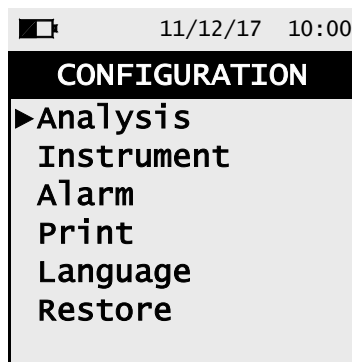 11/12/17 10:00
CONFIGURATION
Analysis
Instrument
Alarm
Print
Language
Restore